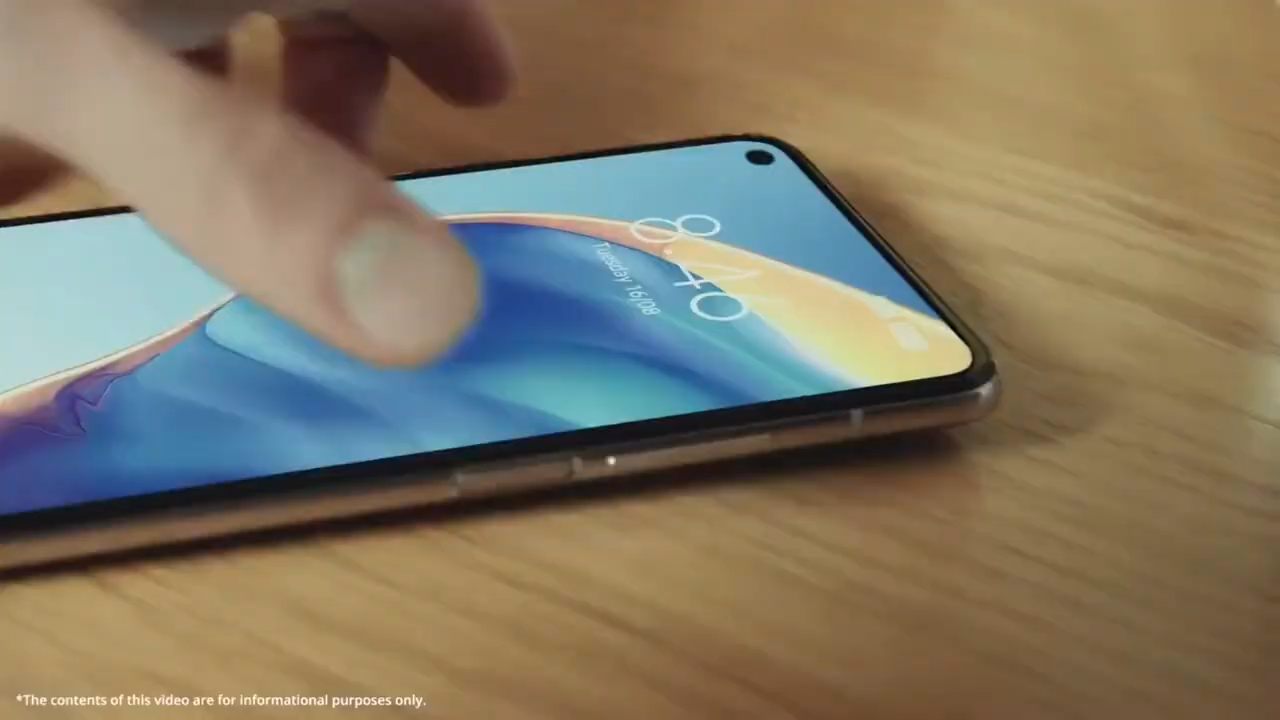 8.40
Tuesday 16/08
*The contents of this video are for informational purposes only.